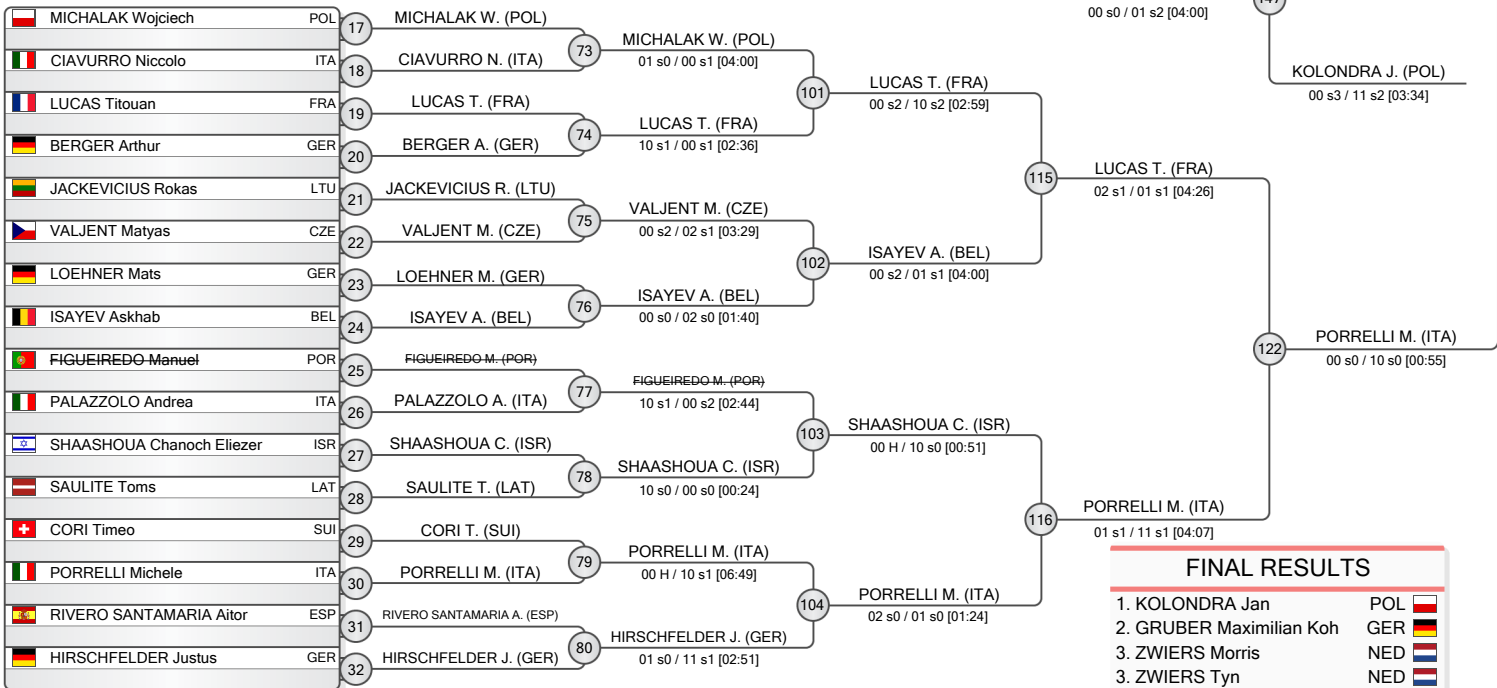 MICHALAK Wojciech POL
CIAVURRO Niccolo ITA
LUCAS Titouan FRA
BERGER Arthur GER
JACKEVICIUS Rokas LTU
VALJENT Matyas CZE
LOEHNER Mats GER
ISAYEV Askhab BEL
FIGUEIREDO Manuel POR
PALAZZOLO Andrea ITA
SHAASHOUA Chanoch Eliezer ISR
SAULITE Toms LAT
CORI Timeo SUI
PORRELLI Michele ITA
RIVERO SANTAMARIA Aitor ESP
HIRSCHFELDER Justus GER
17
18
19
20
21
22
23
24
25
26
27
28
29
30
31
32
MICHALAK W. (POL)
CIAVURRO N. (ITA)
LUCAS T. (FRA)
BERGER A. (GER)
JACKEVICIUS R. (LTU)
VALJENT M. (CZE)
LOEHNER M. (GER)
ISAYEV A. (BEL)
FIGUEIREDO M. (POR)
PALAZZOLO A. (ITA)
SHAASHOUA C. (ISR)
SAULITE T. (LAT)
CORI T. (SUI)
PORRELLI M. (ITA)
RIVERO SANTAMARIA A. (ESP)
HIRSCHFELDER J. (GER)
73
74
75
76
77
78
79
80
MICHALAK W. (POL)
01 s0 / 00 s1 [04:00]
LUCAS T. (FRA)
10 s1 / 00 s1 [02:36]
VALJENT M. (CZE)
00 s2 / 02 s1 [03:29]
ISAYEV A. (BEL)
00 s0 / 02 s0 [01:40]
FIGUEIREDO M. (POR)
10 s1 / 00 s2 [02:44]
SHAASHOUA C. (ISR)
10 s0 / 00 s0 [00:24]
PORRELLI M. (ITA)
00 H / 10 s1 [06:49]
HIRSCHFELDER J. (GER)
01 s0 / 11 s1 [02:51]
101
102
103
104
LUCAS T. (FRA)
00 s2 / 10 s2 [02:59]
ISAYEV A. (BEL)
00 s2 / 01 s1 [04:00]
SHAASHOUA C. (ISR)
00 H / 10 s0 [00:51]
PORRELLI M. (ITA)
02 s0 / 01 s0 [01:24]
115
116
LUCAS T. (FRA)
02 s1 / 01 s1 [04:26]
PORRELLI M. (ITA)
01 s1 / 11 s1 [04:07]
122
PORRELLI M. (ITA)
00 s0 / 10 s0 [00:55]
00 s0 / 01 s2 [04:00]
KOLONDRA J. (POL)
00 s3 / 11 s2 [03:34]
FINAL RESULTS
1. KOLONDRA Jan POL
2. GRUBER Maximilian Koh GER
3. ZWIERS Morris NED
3. ZWIERS Tyn NED